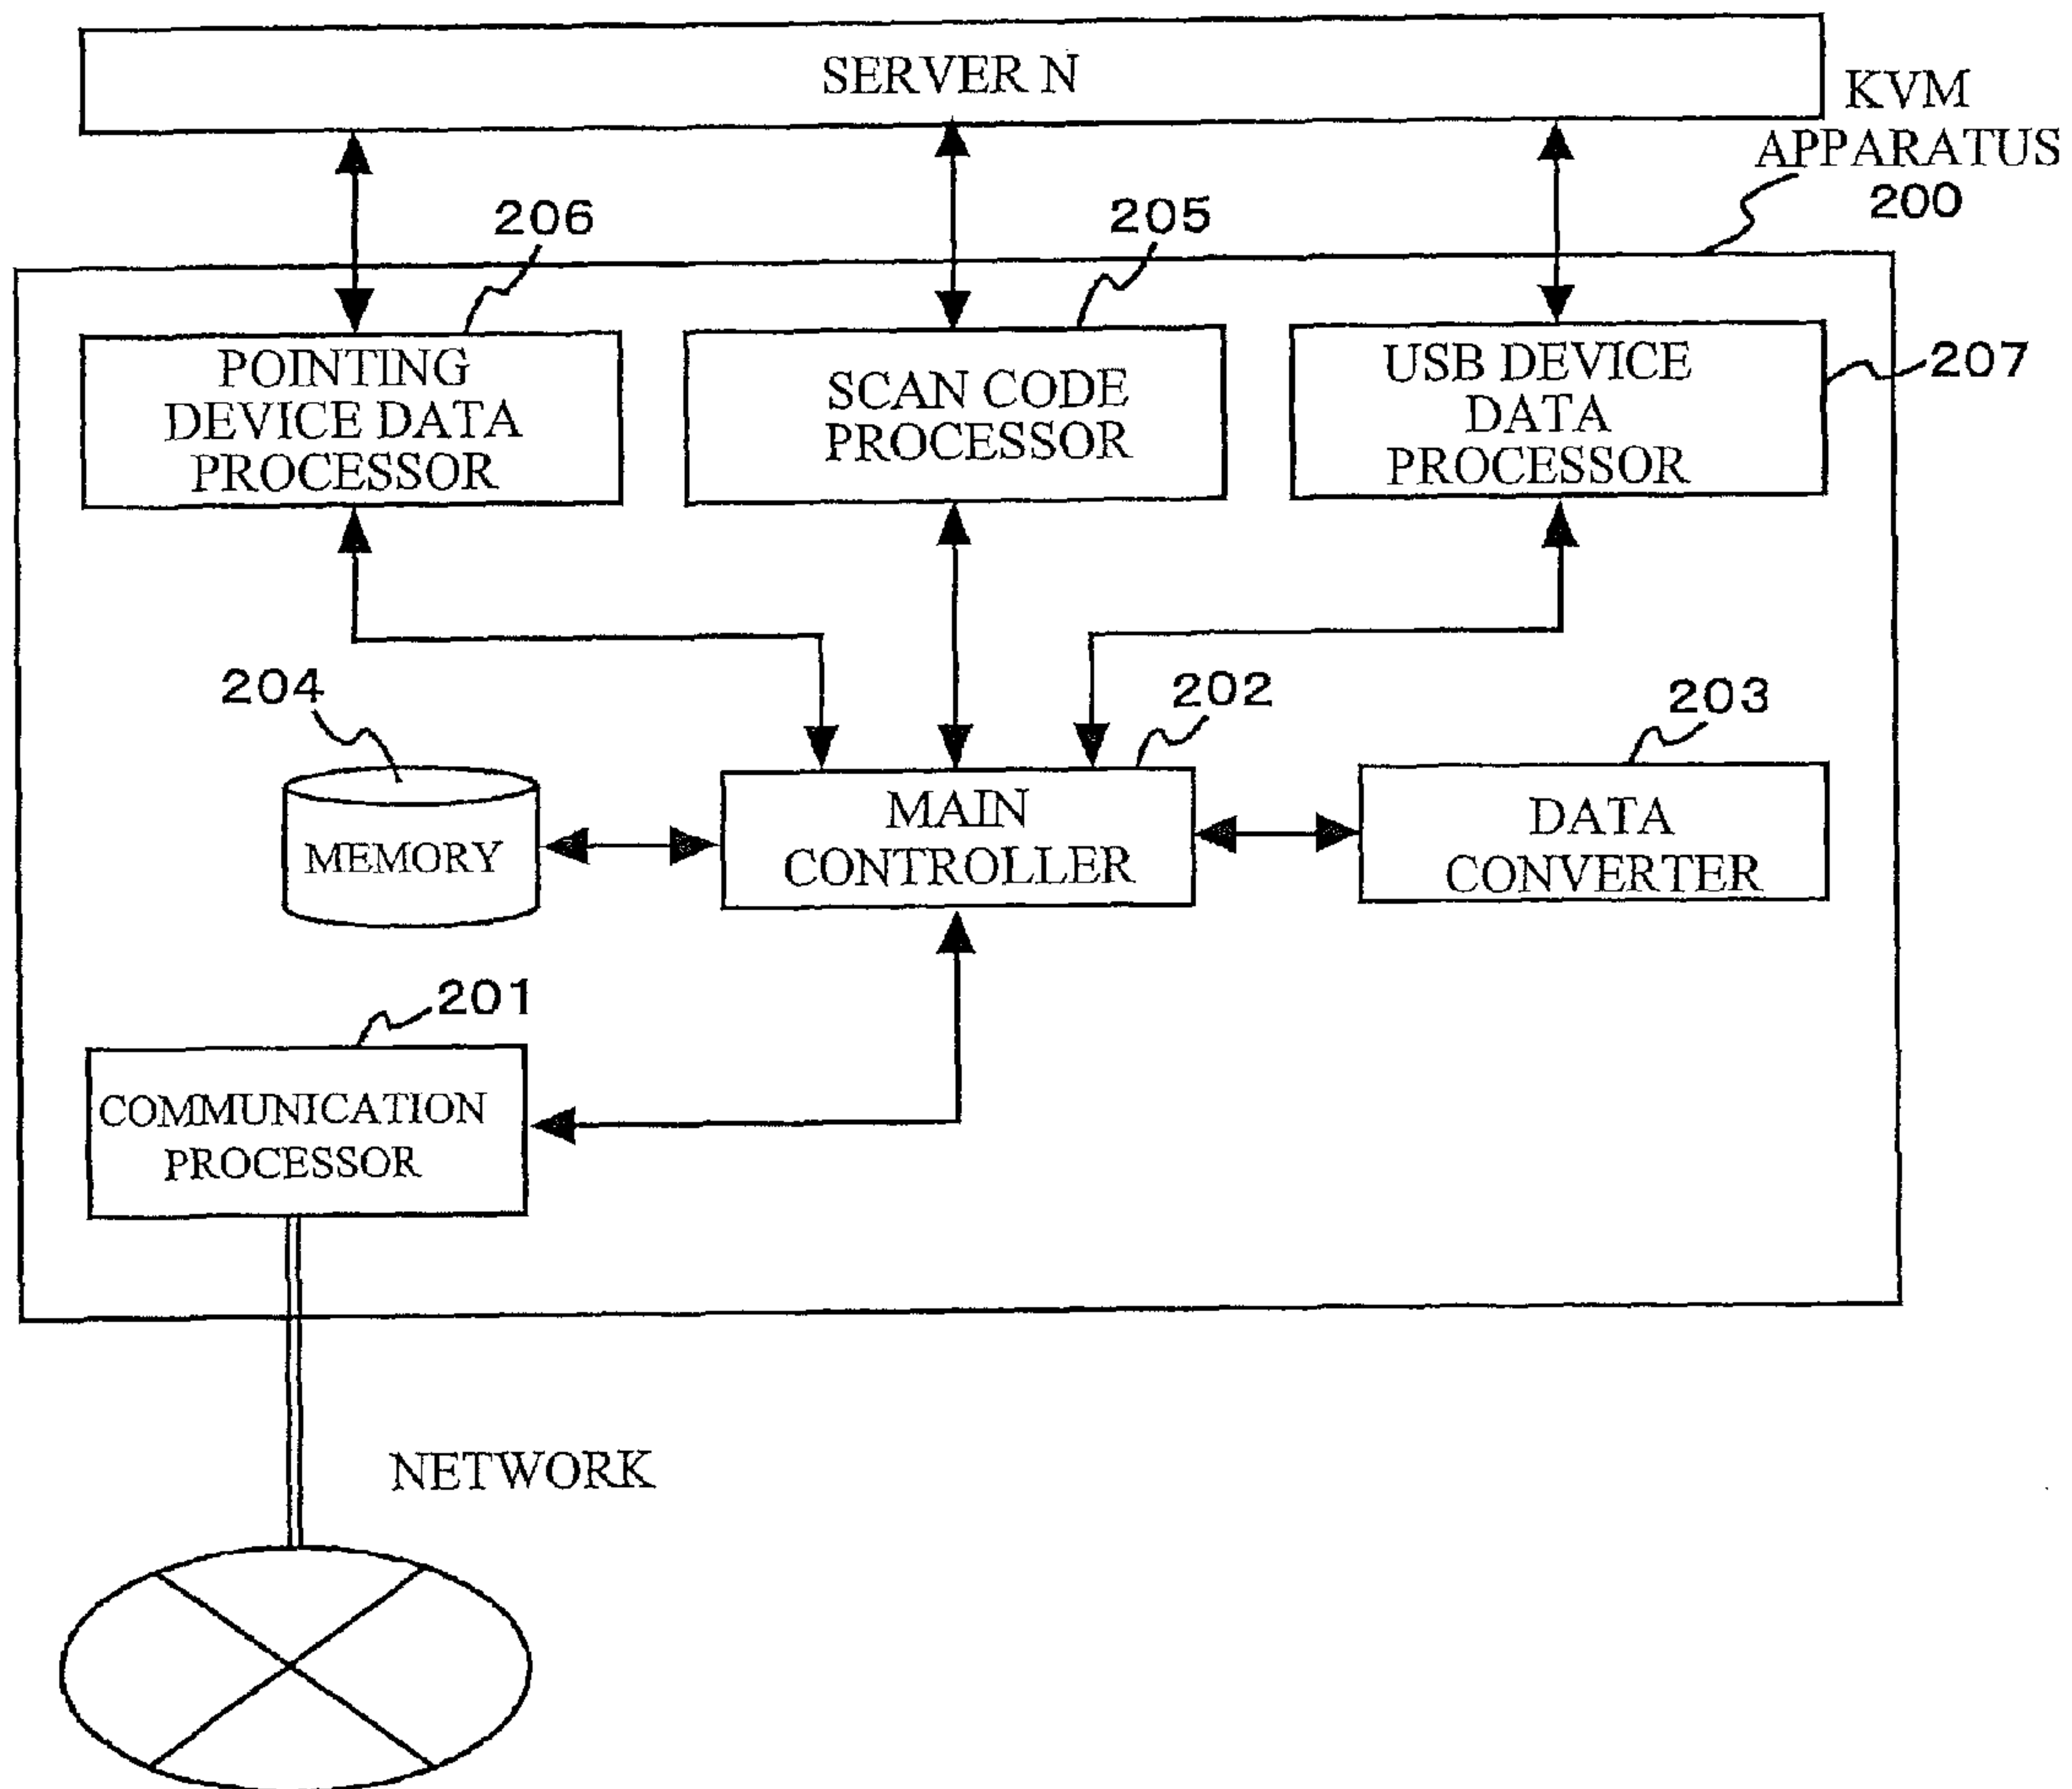 SERVER N
KVM
APPARATUS
200
206
205
POINTING
DEVICE DATA
PROCESSOR
SCAN CODE
PROCESSOR
USB DEVICE
DATA
PROCESSOR
207
204
202
203
MEMORY
MAIN
CONTROLLER
DATA
CONVERTER
201
COMMUNICATION
PROCESSOR
NETWORK